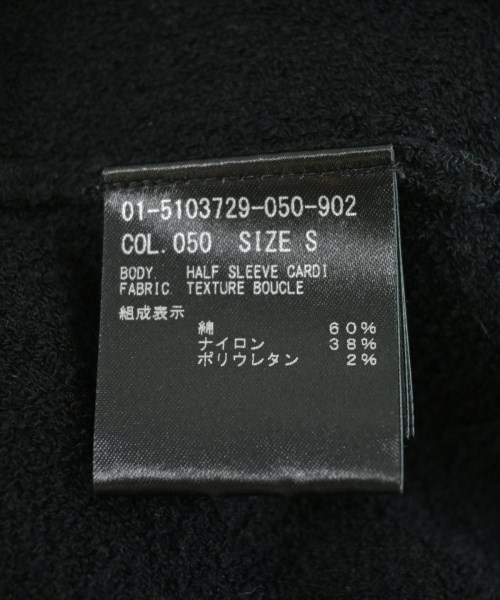 01-5103729-050-902
COL.050 SIZE S
BODY. HALF SLEEVE CARDI
FABRIC. TEXTURE BOUCLE
組成表示
綿 60%
ナイロン 38%
ポリウレタン 2%